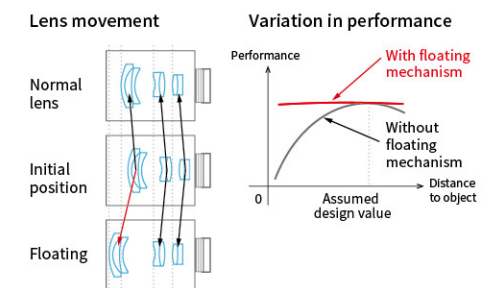 Lens movement
Variation in performance
Performance
With floating
mechanism
Normal
lens
Without
floating
mechanism
Initial
position
Distance
to object
0
Assumed
design value
Floating